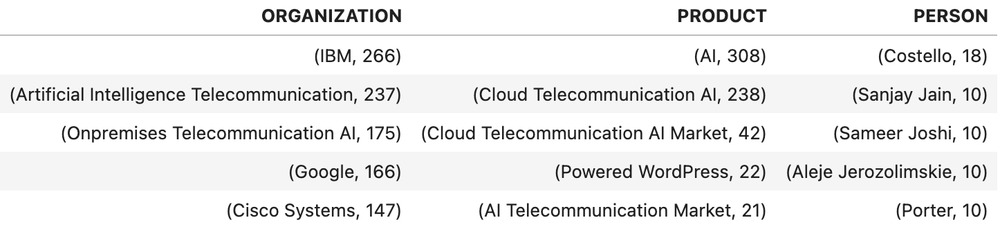 ORGANIZATION PRODUCT PERSON
(IBM, 266) (AI, 308) (Costello, 18)
(Artificial Intelligence Telecommunication, 237) (Cloud Telecommunication AI, 238) (Sanjay Jain, 10)
(Onpremises Telecommunication AI, 175) (Cloud Telecommunication AI Market, 42) (Sameer Joshi, 10)
(Google, 166) (Powered WordPress, 22) (Aleje Jerozolimskie, 10)
(Cisco Systems, 147) (AI Telecommunication Market, 21) (Porter, 10)